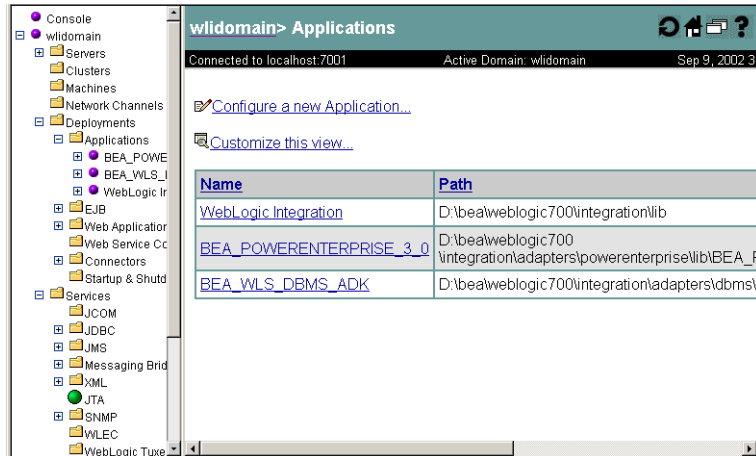 Console
wlidomain
Servers
Clusters
Machines
Network Channels
Deployments
Applications
BEA_POWE
BEA_WLS_I
WebLogic Ir
EJB
Web Applicatior
Web Service Cc
Connectors
Startup & Shutd
Services
JCOM
JDBC
JMS
Messaging Brid
XML
JTA
SNMP
WLEC
WebLogic Tuxe
wlidomain> Applications
Connected to localhost:7001 Active Domain: wlidomain Sep 9, 2002 3
Configure a new Application...
Customize this view...
Name Path
WebLogic Integration D:\bea\weblogic700\integration\lib
BEA_POWERENTERPRISE_3_0 D:\bea\weblogic700
\integration\adapters\powerenterprise\lib\BEA_F
BEA_WLS_DBMS_ADK D:\bea\weblogic700\integration\adapters\dbms\